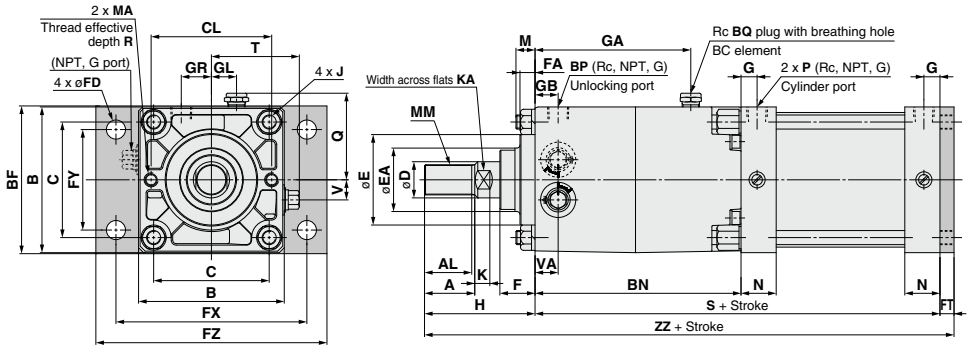 2 x MA
Thread effective
depth R
(NPT, G port)
4 x øFD
CL
T
GR
GL
4 x J
Q
V
BF
B
C
FY
C
B
FX
FZ
M
GA
FA
GB
BP (Rc, NPT, G)
Unlocking port
Rc BQ plug with breathing hole
BC element
G
2 x P (Rc, NPT, G)
Cylinder port
G
Width across flats KA
MM
øE
øEA
øD
VA
AL
K
A
F
BN
N
N
H
S + Stroke
FT
ZZ + Stroke